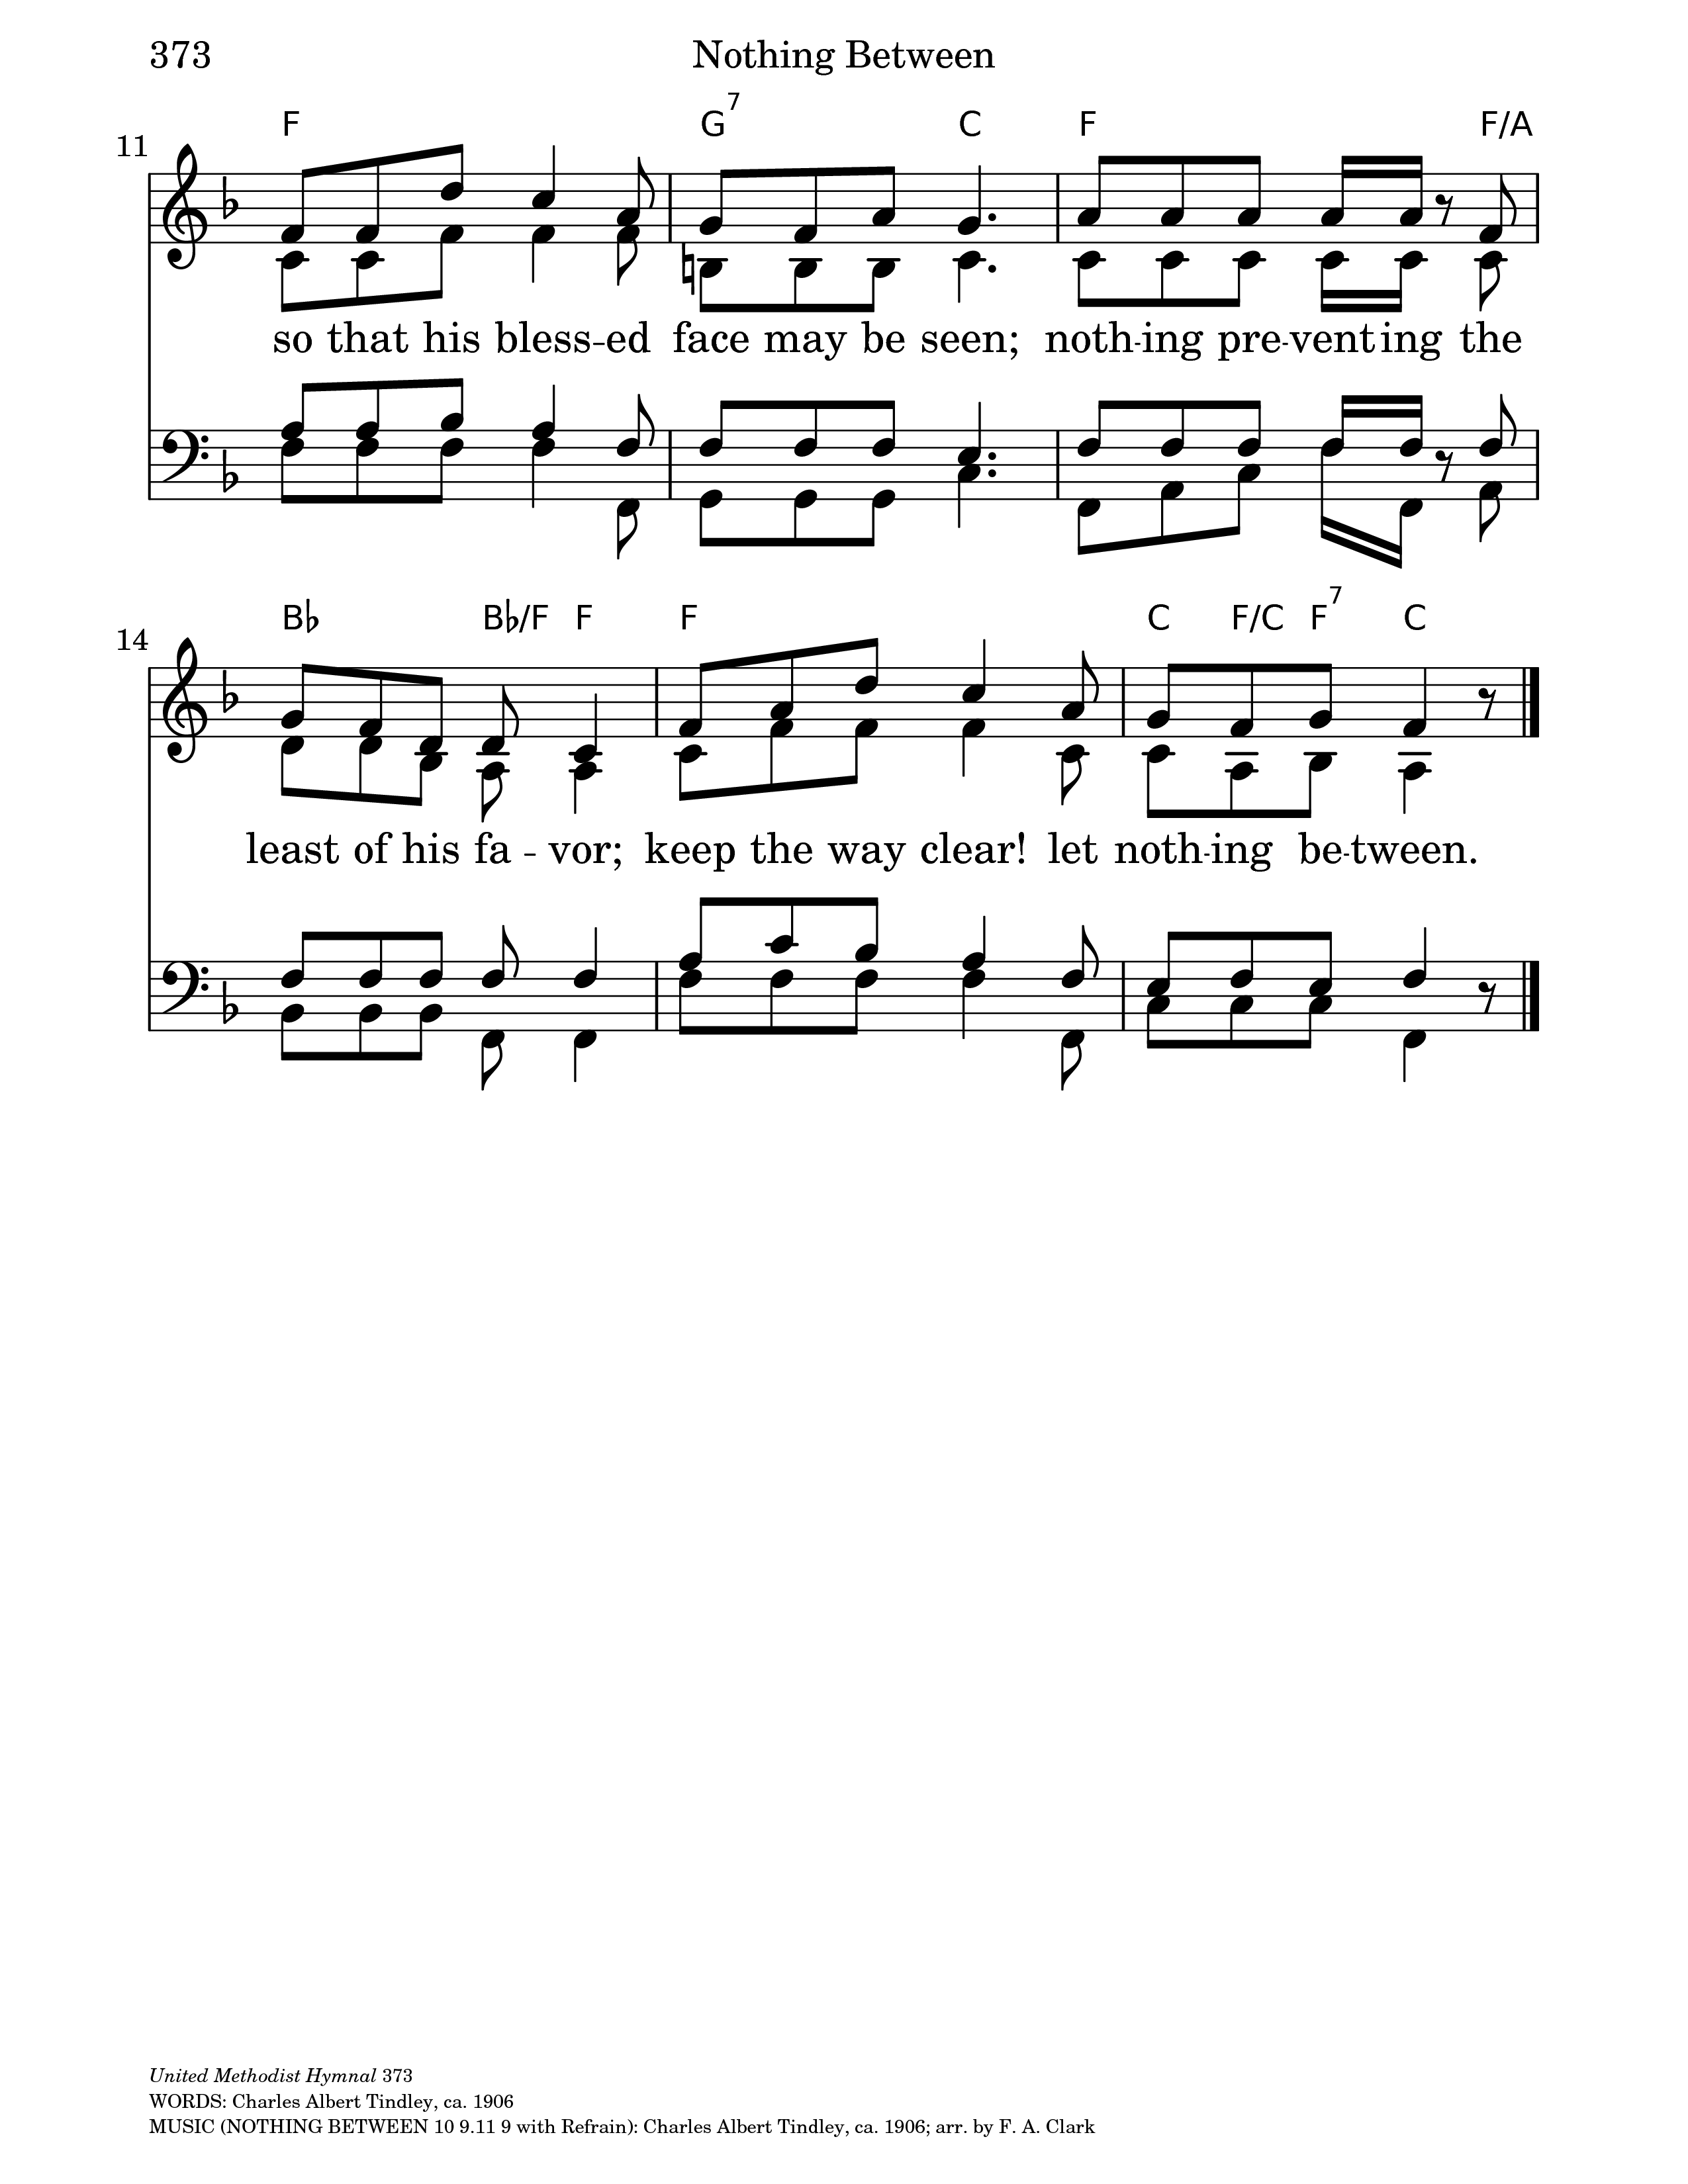 373 Nothing Between
F G7 C F F/A
11
so that his bless - ed face may be seen; noth - ing pre - vent - ing the
B♭ B♭/F F F C F/C F7 C
14
least of his fa - vor; keep the way clear! let noth - ing be - tween.
United Methodist Hymnal 373
WORDS: Charles Albert Tindley, ca. 1906
MUSIC (NOTHING BETWEEN 10 9.11 9 with Refrain): Charles Albert Tindley, ca. 1906; arr. by F. A. Clark